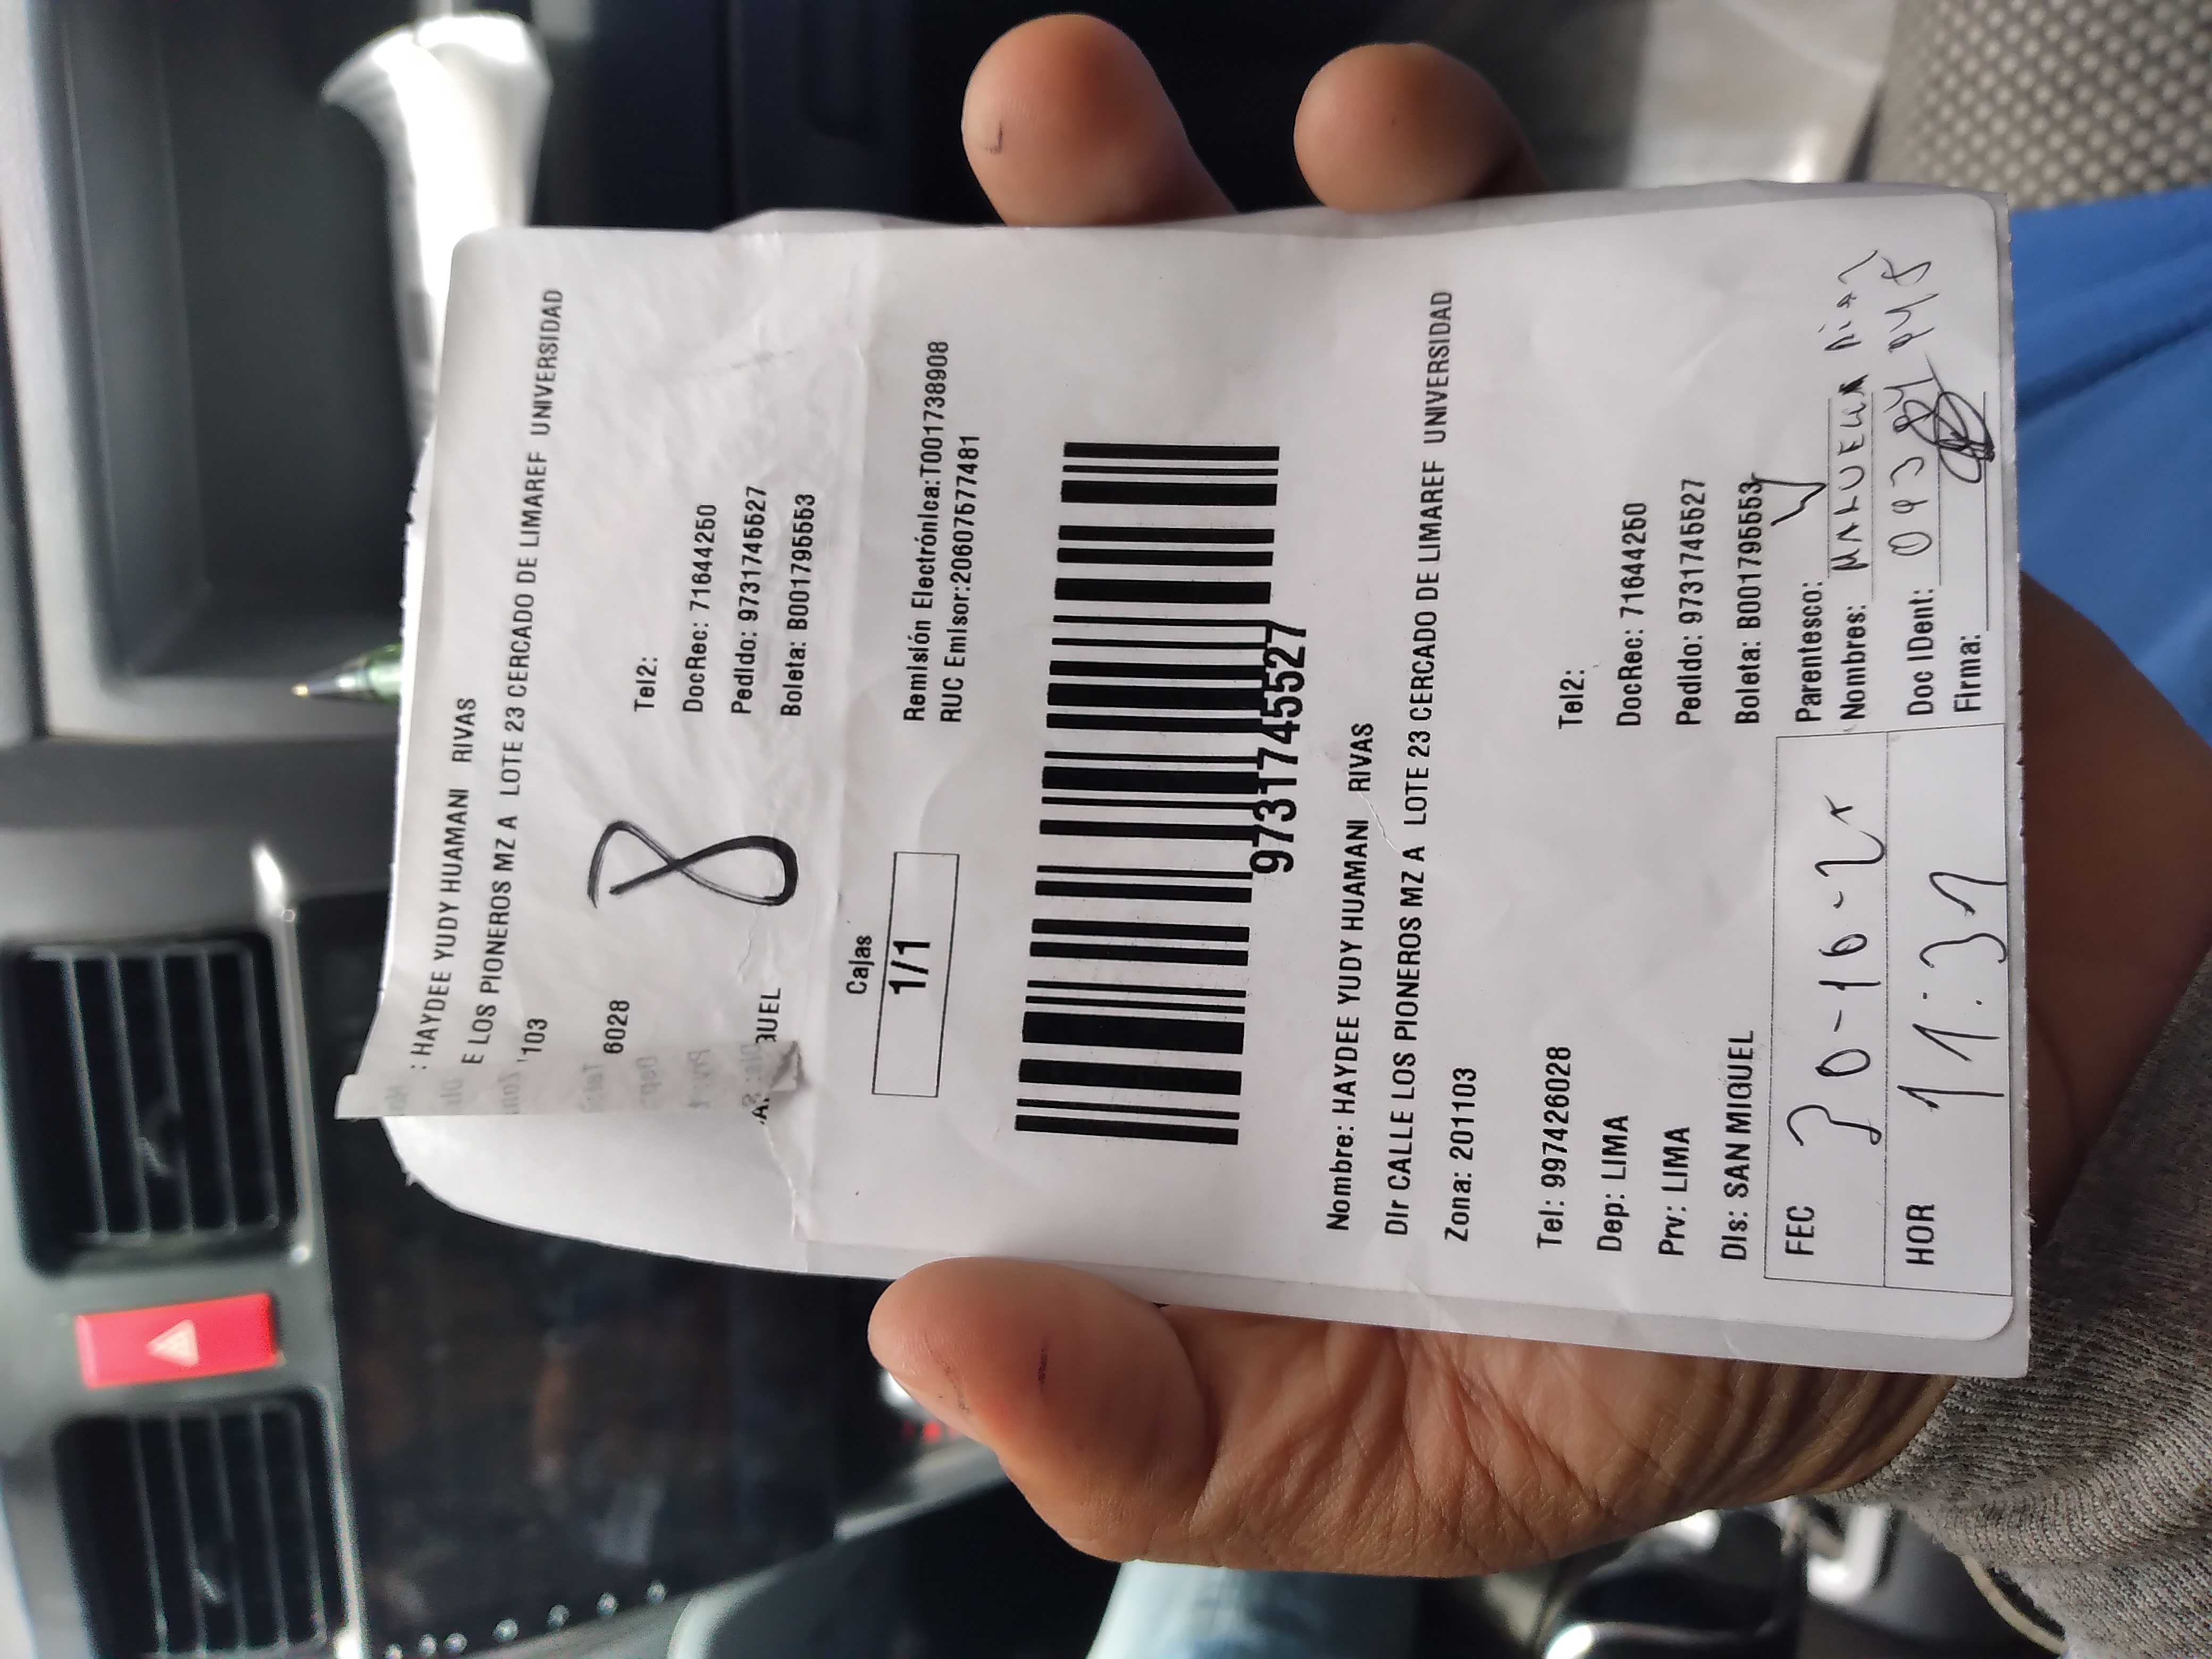 : HAYDEE YUDY HUAMANI RIVAS
E LOS PIONEROS MZ A LOTE 23 CERCADO DE LIMAREF UNIVERSIDAD
103
6028
Tel2:
DocRec: 71644250
Pedido: 9731745527
QUEL
Boleta: B001795553
8
Cajas
1/1
Remisión Electrónica:T001738908
RUC Emisor:20607577481
9731745527
Nombre: HAYDEE YUDY HUAMANI RIVAS
Dir CALLE LOS PIONEROS MZ A LOTE 23 CERCADO DE LIMAREF UNIVERSIDAD
Zona: 201103
Tel: 997426028
Tel2:
Dep: LIMA
DocRec: 71644250
Prv: LIMA
Pedido: 9731745527
Dis: SAN MIGUEL
Boleta: B001795553
FEC
Parentesco:
Nombres:
HOR 11:31
Doc IDent:
Firma: